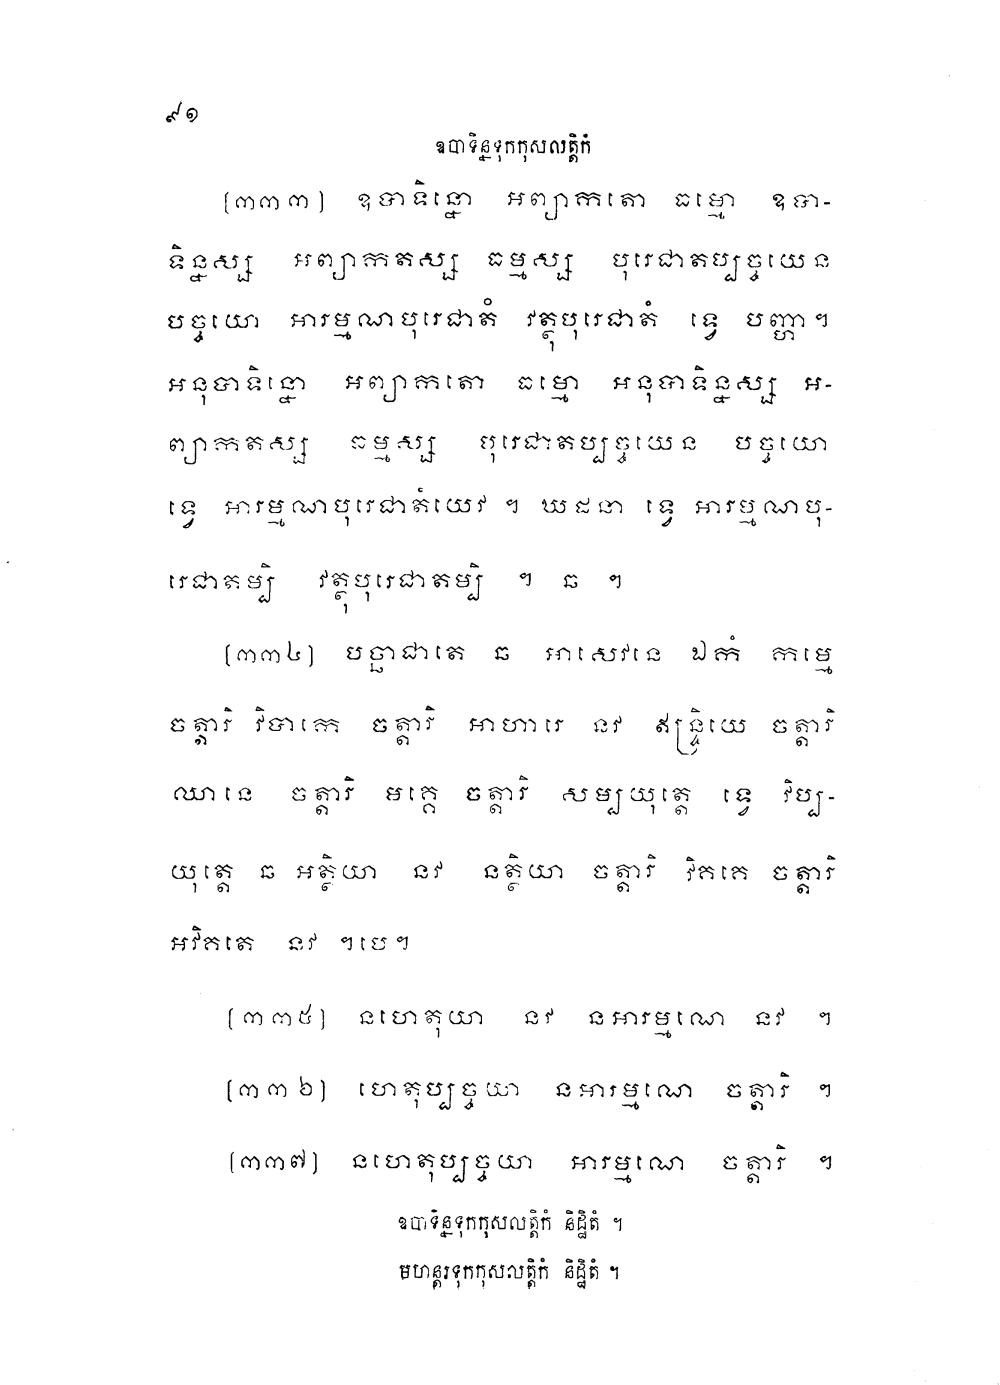 ៩១
ឧបាទិន្នទុកកុសលត្តិកំ
[៣៣៣] ឧបាទិន្នោ អព្យាកតោ ធម្មោ ឧបា-
ទិន្នស្ស អព្យាកតស្ស ធម្មស្ស បុរេជាតប្បច្ចយេន
បច្ចយោ អារម្មណបុរេជាតំ វត្ថុបុរេជាតំ ទ្វេ បញ្ហា។
អនុបាទិន្នោ អព្យាកតោ ធម្មោ អនុបាទិន្នស្ស អ-
ព្យាកតស្ស ធម្មស្ស បុរេជាតប្បច្ចយេន បច្ចយោ
ទ្វេ អារម្មណបុរេជាតំយេវ ។ ឃដនា ទ្វេ អារម្មណបុ-
រេជាតម្បិ វត្ថុបុរេជាតម្បិ ។ ឆ ។
[៣៣៤] បច្ឆាជាតេ ឆ អាសេវនេ ឯកំ កម្មេ
ចត្តារិ វិបាកេ ចត្តារិ អាហារេ នវ ឥន្ទ្រិយេ ចត្តារិ
ឈានេ ចត្តារិ មគ្គេ ចត្តារិ សម្បយុត្តេ ទ្វេ វិប្ប-
យុត្តេ ឆ អត្ថិយា នវ នត្ថិយា ចត្តារិ វិគតេ ចត្តារិ
អវិគតេ នវ ។បេ។
[៣៣៥] នហេតុយា នវ នអារម្មណេ នវ ។
[៣៣៦] ហេតុប្បច្ចយា នអារម្មណេ ចត្តារិ ។
[៣៣៧] នហេតុប្បច្ចយា អារម្មណេ ចត្តារិ ។
ឧបាទិន្នទុកកុសលត្តិកំ និដ្ឋិតំ ។
មហន្តរទុកកុសលត្តិកំ និដ្ឋិតំ ។